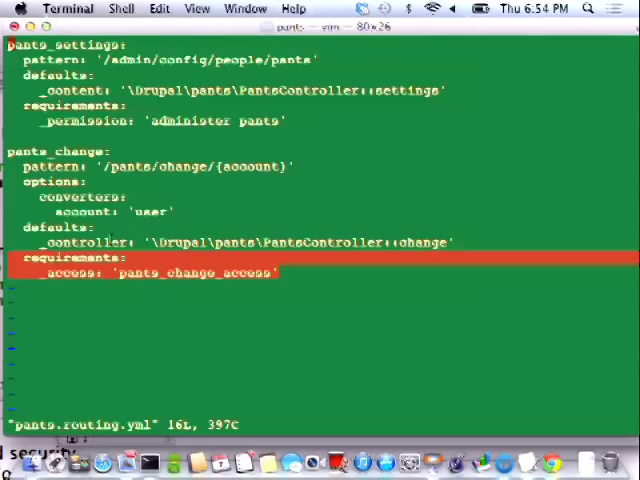 Terminal Shell Edit View Window Help Thu 6:54 PM
pants — vim — 80×26
pants_settings:
pattern: '/admin/config/people/pants'
defaults:
_content: '\Drupal\pants\PantsController::settings'
requirements:
_permission: 'administer pants'
pants_change:
pattern: '/pants/change/{account}'
options:
converters:
account: 'user'
defaults:
_controller: '\Drupal\pants\PantsController::change'
requirements:
_access: 'pants_change_access'
~
~
~
~
~
~
~
~
~
"pants.routing.yml" 16L, 397C
d security